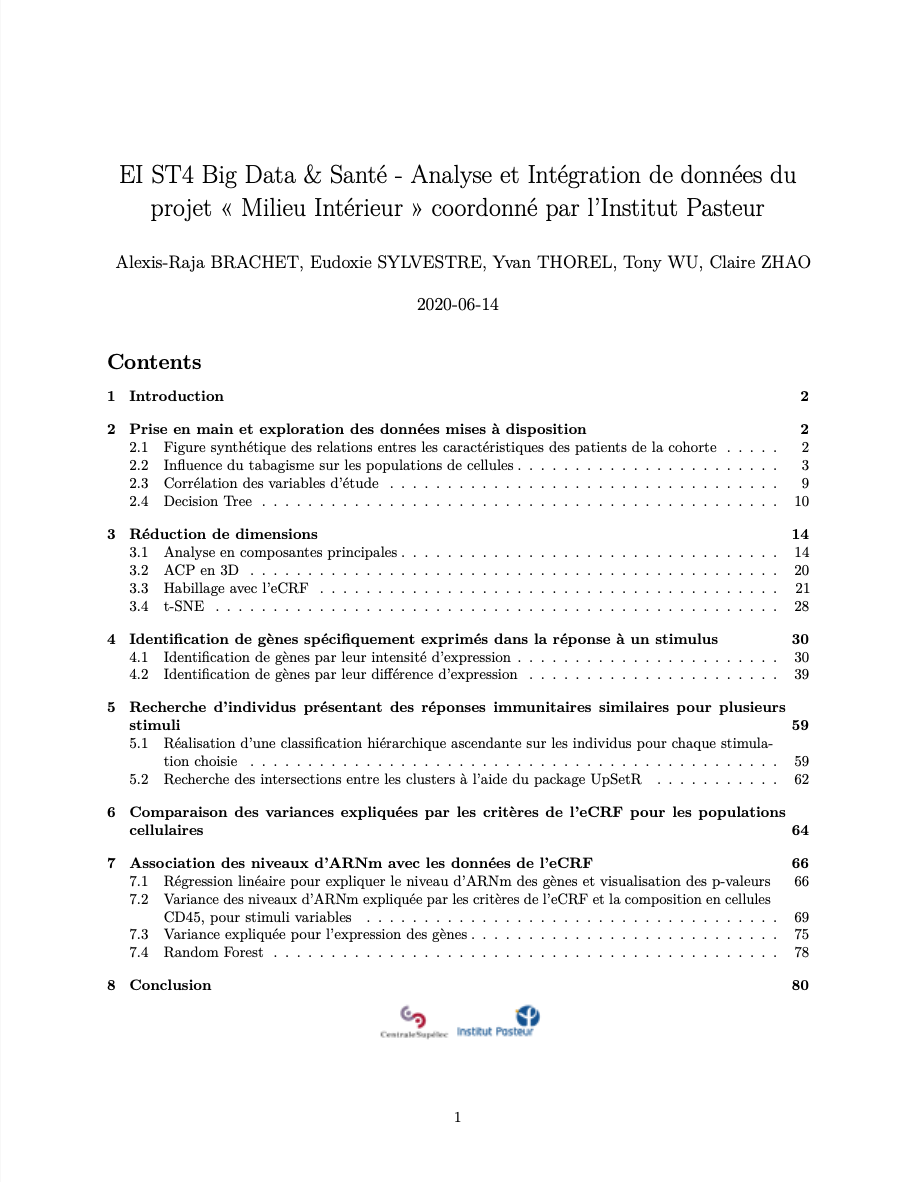 EI ST4 Big Data & Santé - Analyse et Intégration de données du
projet « Milieu Intérieur » coordonné par l'Institut Pasteur
Alexis-Raja BRACHET, Eudoxie SYLVESTRE, Yvan THOREL, Tony WU, Claire ZHAO
2020-06-14
Contents
1 Introduction 2
2 Prise en main et exploration des données mises à disposition 2
2.1 Figure synthétique des relations entres les caractéristiques des patients de la cohorte . . . . . 2
2.2 Influence du tabagisme sur les populations de cellules . . . . . . . . . . . . . . . . . . . . . . . 3
2.3 Corrélation des variables d'étude . . . . . . . . . . . . . . . . . . . . . . . . . . . . . . . . . . 9
2.4 Decision Tree . . . . . . . . . . . . . . . . . . . . . . . . . . . . . . . . . . . . . . . . . . . . . 10
3 Réduction de dimensions 14
3.1 Analyse en composantes principales . . . . . . . . . . . . . . . . . . . . . . . . . . . . . . . . . 14
3.2 ACP en 3D . . . . . . . . . . . . . . . . . . . . . . . . . . . . . . . . . . . . . . . . . . . . . . 20
3.3 Habillage avec l'eCRF . . . . . . . . . . . . . . . . . . . . . . . . . . . . . . . . . . . . . . . . 21
3.4 t-SNE . . . . . . . . . . . . . . . . . . . . . . . . . . . . . . . . . . . . . . . . . . . . . . . . . 28
4 Identification de gènes spécifiquement exprimés dans la réponse à un stimulus 30
4.1 Identification de gènes par leur intensité d'expression . . . . . . . . . . . . . . . . . . . . . . . 30
4.2 Identification de gènes par leur différence d'expression . . . . . . . . . . . . . . . . . . . . . . 39
5 Recherche d'individus présentant des réponses immunitaires similaires pour plusieurs
stimuli 59
5.1 Réalisation d'une classification hiérarchique ascendante sur les individus pour chaque stimula-
tion choisie . . . . . . . . . . . . . . . . . . . . . . . . . . . . . . . . . . . . . . . . . . . . . . 59
5.2 Recherche des intersections entre les clusters à l'aide du package UpSetR . . . . . . . . . . . 62
6 Comparaison des variances expliquées par les critères de l'eCRF pour les populations
cellulaires 64
7 Association des niveaux d'ARNm avec les données de l'eCRF 66
7.1 Régression linéaire pour expliquer le niveau d'ARNm des gènes et visualisation des p-valeurs 66
7.2 Variance des niveaux d'ARNm expliquée par les critères de l'eCRF et la composition en cellules
CD45, pour stimuli variables . . . . . . . . . . . . . . . . . . . . . . . . . . . . . . . . . . . . 69
7.3 Variance expliquée pour l'expression des gènes . . . . . . . . . . . . . . . . . . . . . . . . . . . 75
7.4 Random Forest . . . . . . . . . . . . . . . . . . . . . . . . . . . . . . . . . . . . . . . . . . . . 78
8 Conclusion 80
CentraleSupélec Institut Pasteur
1